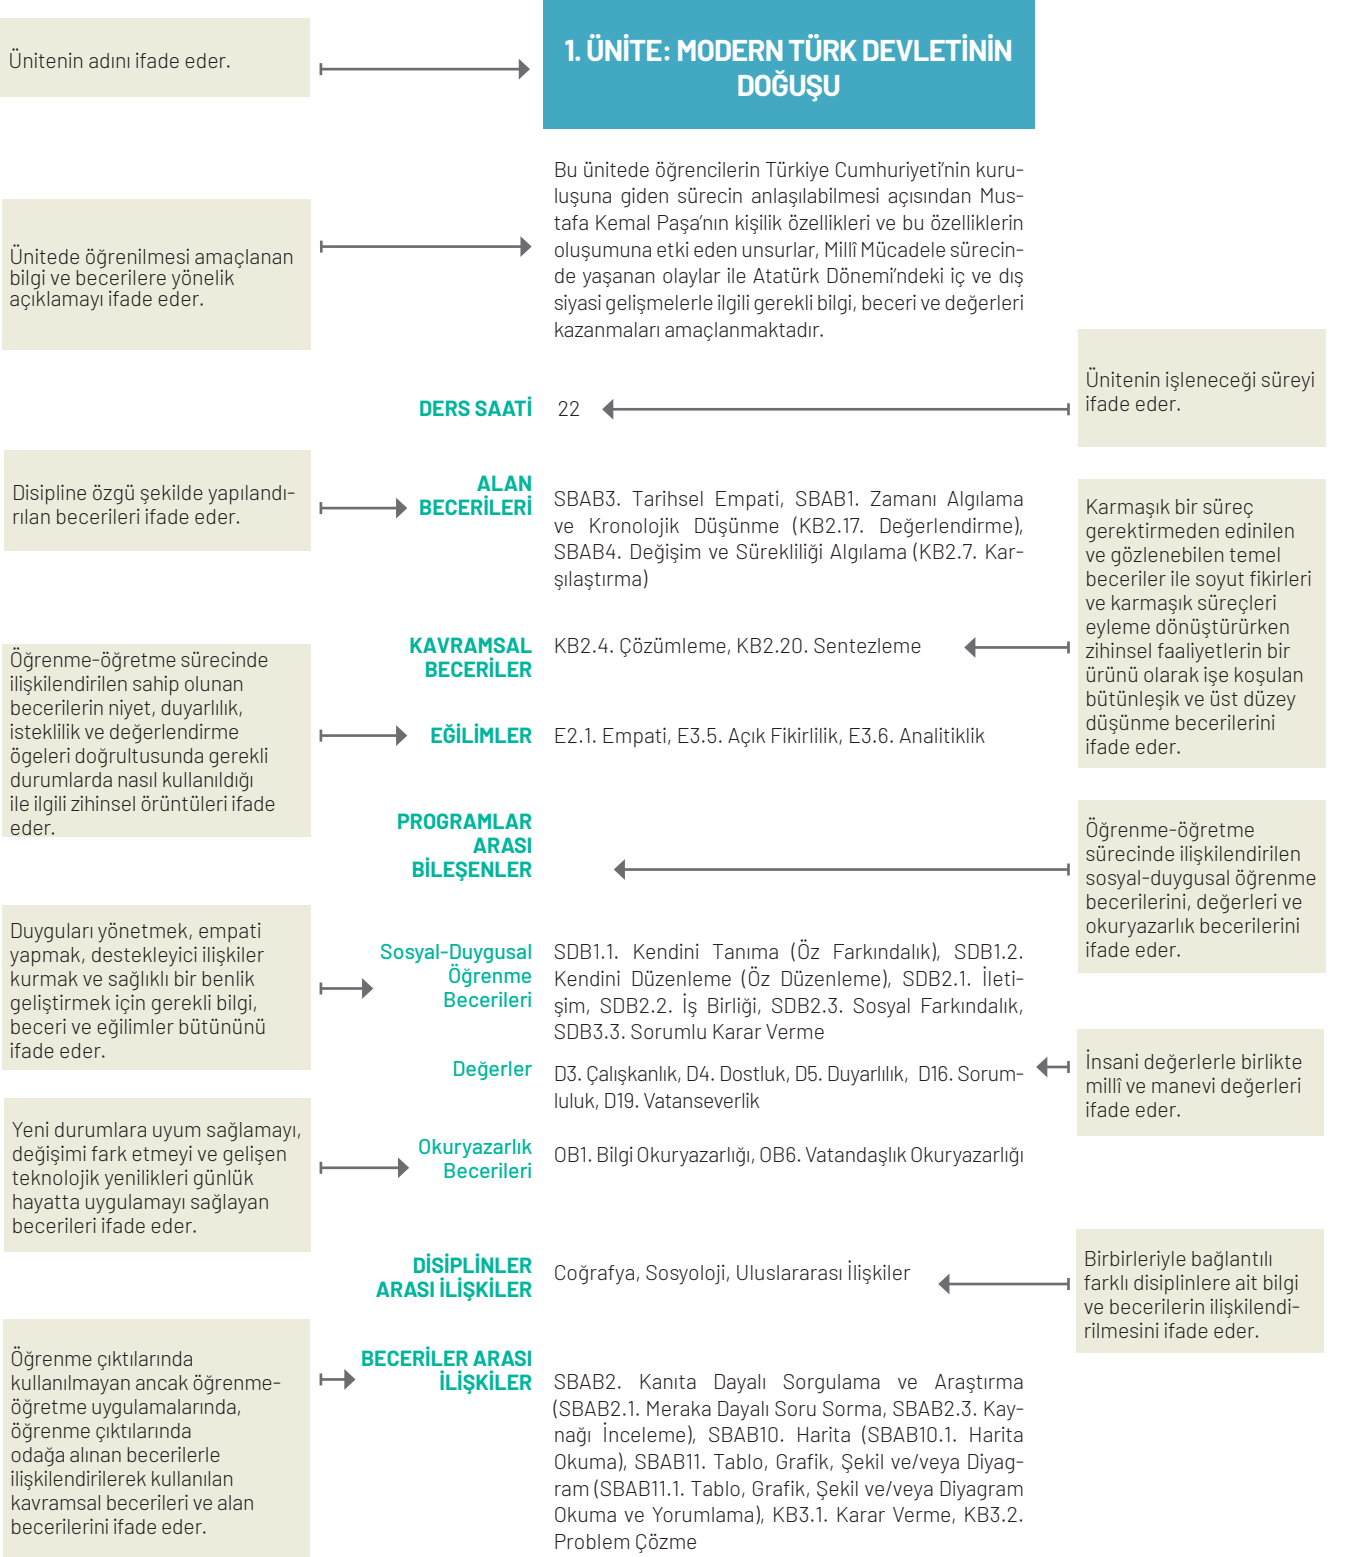 Ünitenin adını ifade eder.
1. ÜNİTE: MODERN TÜRK DEVLETİNİN
DOĞUŞU
Ünitede öğrenilmesi amaçlanan
bilgi ve becerilere yönelik
açıklamayı ifade eder.
Bu ünitede öğrencilerin Türkiye Cumhuriyeti’nin kuru-
luşuna giden sürecin anlaşılabilmesi açısından Mus-
tafa Kemal Paşa’nın kişilik özellikleri ve bu özelliklerin
oluşumuna etki eden unsurlar, Millî Mücadele sürecin-
de yaşanan olaylar ile Atatürk Dönemi’ndeki iç ve dış
siyasi gelişmelerle ilgili gerekli bilgi, beceri ve değerleri
kazanmaları amaçlanmaktadır.
DERS SAATİ 22
Ünitenin işleneceği süreyi
ifade eder.
Disipline özgü şekilde yapılandı-
rılan becerileri ifade eder.
ALAN
BECERİLERİ
SBAB3. Tarihsel Empati, SBAB1. Zamanı Algılama
ve Kronolojik Düşünme (KB2.17. Değerlendirme),
SBAB4. Değişim ve Sürekliliği Algılama (KB2.7. Kar-
şılaştırma)
Karmaşık bir süreç
gerektirmeden edinilen
ve gözlenebilen temel
beceriler ile soyut fikirleri
ve karmaşık süreçleri
eyleme dönüştürürken
zihinsel faaliyetlerin bir
ürünü olarak işe koşulan
bütünleşik ve üst düzey
düşünme becerilerini
ifade eder.
KAVRAMSAL
BECERİLER
KB2.4. Çözümleme, KB2.20. Sentezleme
Öğrenme-öğretme sürecinde
ilişkilendirilen sahip olunan
becerilerin niyet, duyarlılık,
isteklilik ve değerlendirme
ögeleri doğrultusunda gerekli
durumlarda nasıl kullanıldığı
ile ilgili zihinsel örüntüleri ifade
eder.
EĞİLİMLER E2.1. Empati, E3.5. Açık Fikirlilik, E3.6. Analitiklik
PROGRAMLAR
ARASI
BİLEŞENLER
Öğrenme-öğretme
sürecinde ilişkilendirilen
sosyal-duygusal öğrenme
becerilerini, değerleri ve
okuryazarlık becerilerini
ifade eder.
Duyguları yönetmek, empati
yapmak, destekleyici ilişkiler
kurmak ve sağlıklı bir benlik
geliştirmek için gerekli bilgi,
beceri ve eğilimler bütününü
ifade eder.
Sosyal-Duygusal
Öğrenme
Becerileri
SDB1.1. Kendini Tanıma (Öz Farkındalık), SDB1.2.
Kendini Düzenleme (Öz Düzenleme), SDB2.1. İleti-
şim, SDB2.2. İş Birliği, SDB2.3. Sosyal Farkındalık,
SDB3.3. Sorumlu Karar Verme
Değerler
D3. Çalışkanlık, D4. Dostluk, D5. Duyarlılık, D16. Sorum-
luluk, D19. Vatanseverlik
İnsani değerlerle birlikte
millî ve manevi değerleri
ifade eder.
Yeni durumlara uyum sağlamayı,
değişimi fark etmeyi ve gelişen
teknolojik yenilikleri günlük
hayatta uygulamayı sağlayan
becerileri ifade eder.
Okuryazarlık
Becerileri
OB1. Bilgi Okuryazarlığı, OB6. Vatandaşlık Okuryazarlığı
DİSİPLİNLER
ARASI İLİŞKİLER
Coğrafya, Sosyoloji, Uluslararası İlişkiler
Birbirleriyle bağlantılı
farklı disiplinlere ait bilgi
ve becerilerin ilişkilendi-
rilmesini ifade eder.
Öğrenme çıktılarında
kullanılmayan ancak öğrenme-
öğretme uygulamalarında,
öğrenme çıktılarında
odağa alınan becerilerle
ilişkilendirilerek kullanılan
kavramsal becerileri ve alan
becerilerini ifade eder.
BECERİLER ARASI
İLİŞKİLER
SBAB2. Kanıta Dayalı Sorgulama ve Araştırma
(SBAB2.1. Meraka Dayalı Soru Sorma, SBAB2.3. Kay-
nağı İnceleme), SBAB10. Harita (SBAB10.1. Harita
Okuma), SBAB11. Tablo, Grafik, Şekil ve/veya Diyag-
ram (SBAB11.1. Tablo, Grafik, Şekil ve/veya Diyagram
Okuma ve Yorumlama), KB3.1. Karar Verme, KB3.2.
Problem Çözme